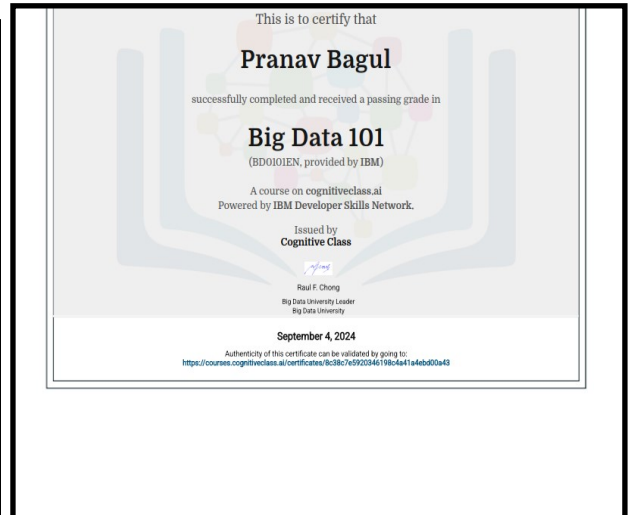 This is to certify that
Pranav Bagul
successfully completed and received a passing grade in
Big Data 101
(BD0101EN, provided by IBM)
A course on cognitiveclass.ai
Powered by IBM Developer Skills Network.
Issued by
Cognitive Class
Raul F. Chong
Big Data University Leader
Big Data University
September 4, 2024
Authenticity of this certificate can be validated by going to:
https://courses.cognitiveclass.ai/certificates/8c38c7e5920346198c4a41a4ebd00a43